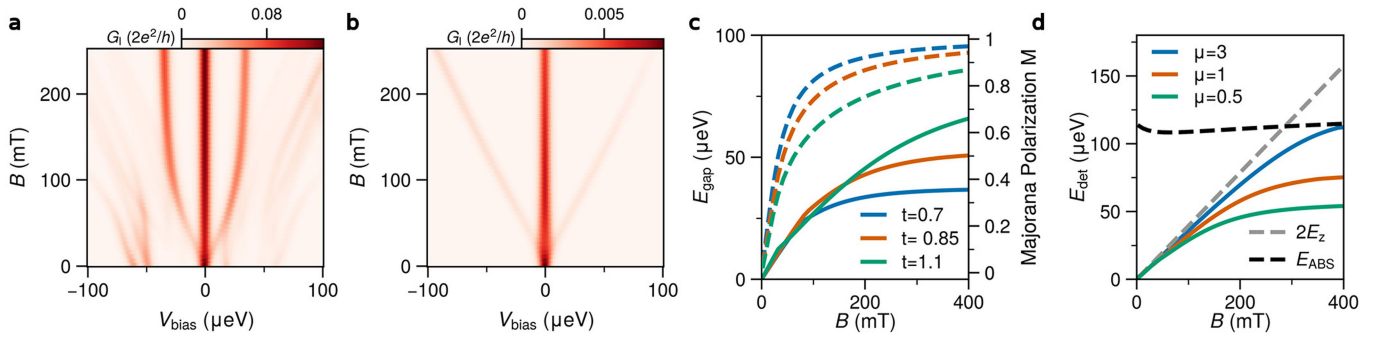 a
0
0.08
G_l (2e²/h)
B (mT)
200
100
0
−100
0
100
V_bias (μeV)
b
0
0.005
G_l (2e²/h)
B (mT)
200
100
0
−100
0
100
V_bias (μeV)
c
E_gap (μeV)
100
50
0
0
200
400
B (mT)
t=0.7
t= 0.85
t=1.1
1
0.8
0.6
0.4
0.2
0
Majorana Polarization M
d
E_det (μeV)
150
100
50
0
0
200
400
B (mT)
μ=3
μ=1
μ=0.5
2E_z
E_ABS